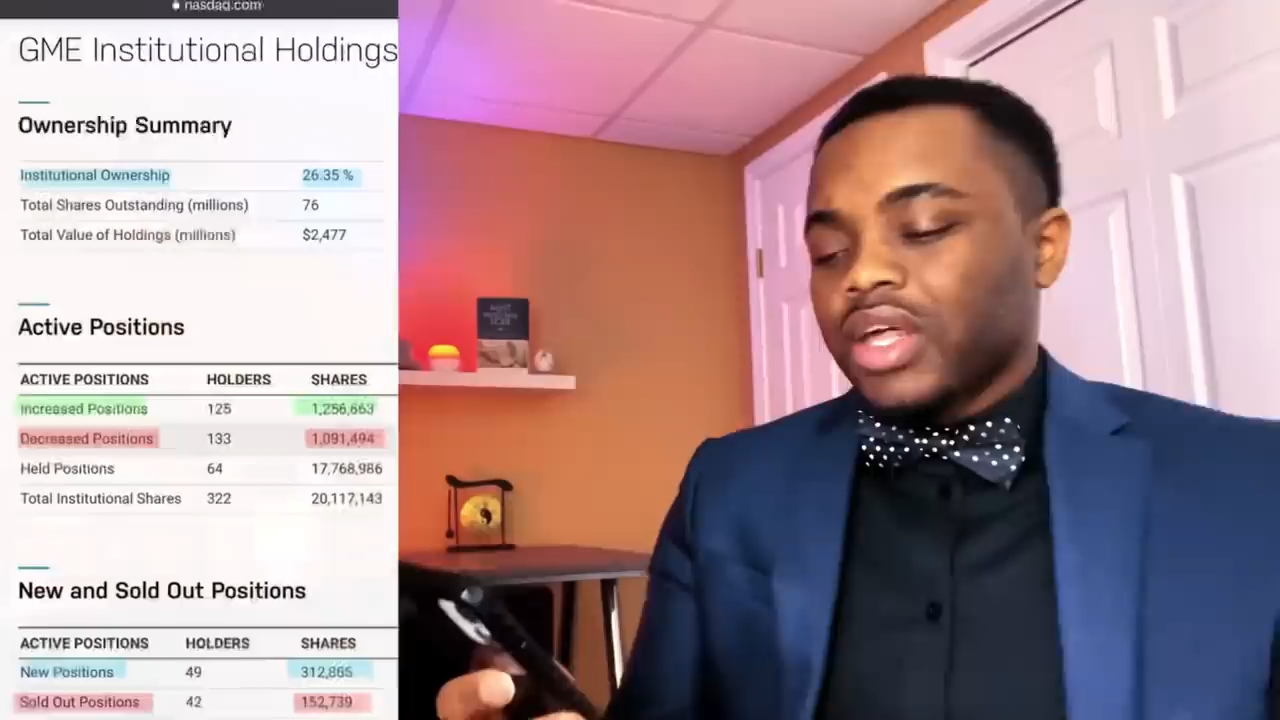 nasdaq.com
GME Institutional Holdings
Ownership Summary
Institutional Ownership 26.35 %
Total Shares Outstanding (millions) 76
Total Value of Holdings (millions) $2,477
Active Positions
ACTIVE POSITIONS HOLDERS SHARES
Increased Positions 125 1,256,663
Decreased Positions 133 1,091,494
Held Positions 64 17,768,986
Total Institutional Shares 322 20,117,143
New and Sold Out Positions
ACTIVE POSITIONS HOLDERS SHARES
New Positions 49 312,865
Sold Out Positions 42 152,739